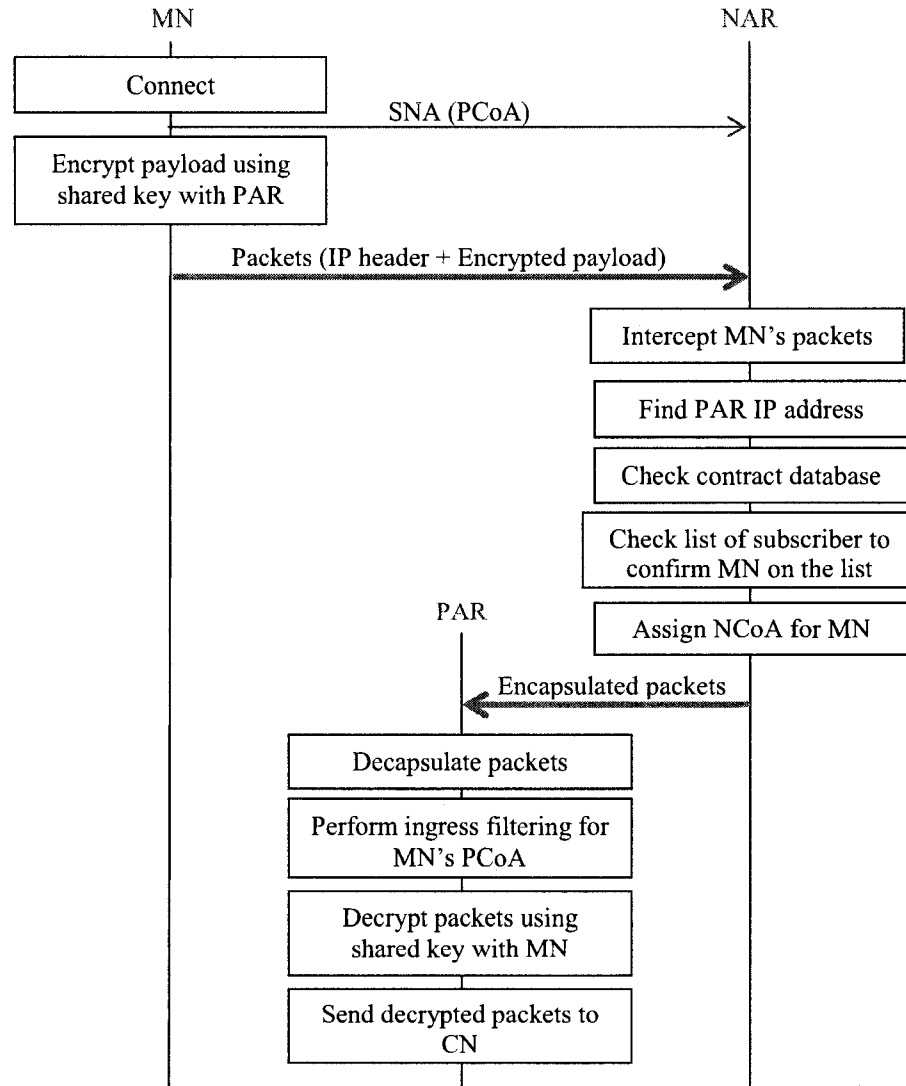 MN
NAR
Connect
SNA (PCoA)
Encrypt payload using
shared key with PAR
Packets (IP header + Encrypted payload)
Intercept MN's packets
Find PAR IP address
Check contract database
Check list of subscriber to
confirm MN on the list
PAR
Assign NCoA for MN
Encapsulated packets
Decapsulate packets
Perform ingress filtering for
MN's PCoA
Decrypt packets using
shared key with MN
Send decrypted packets to
CN